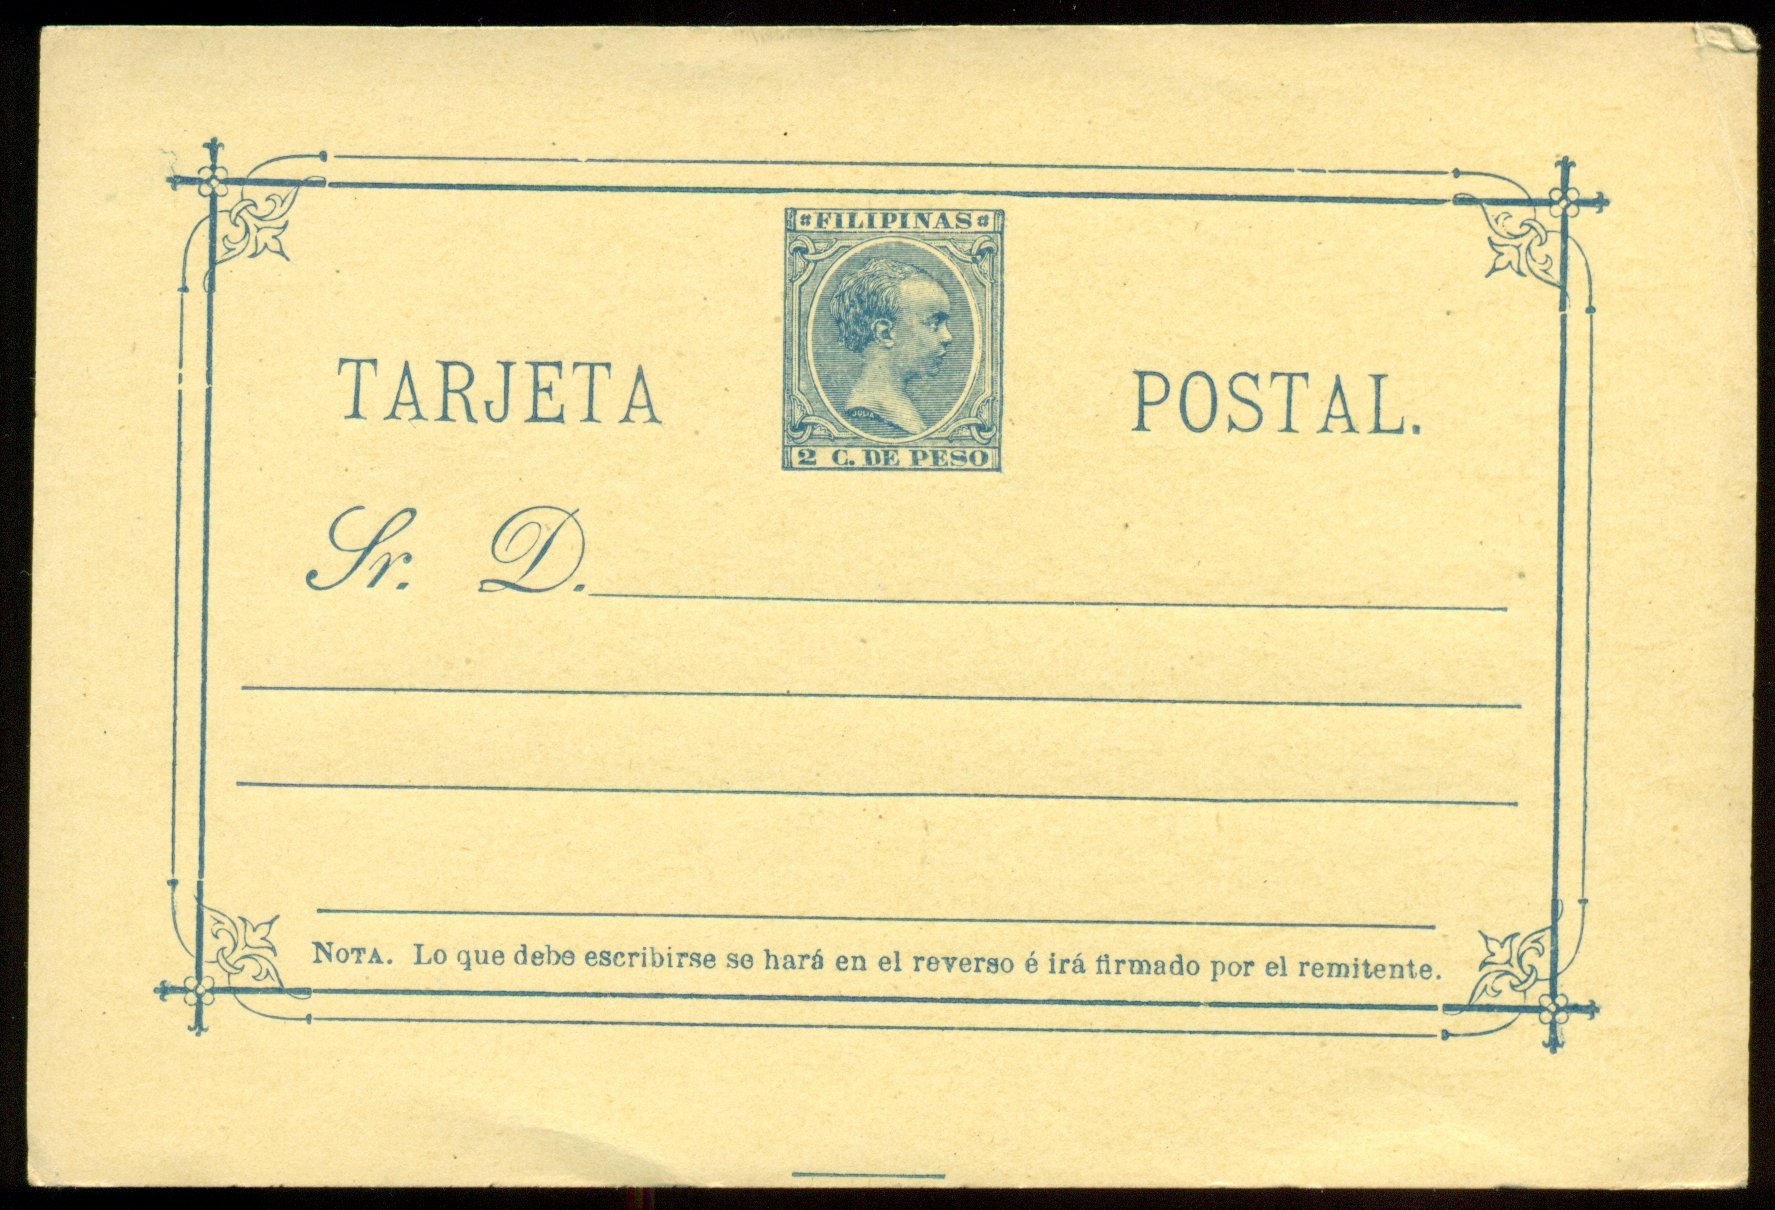 FILIPINAS
TARJETA POSTAL.
JULIA
2 C. DE PESO
Sr. D.
NOTA. Lo que debe escribirse se hará en el reverso é irá firmado por el remitente.